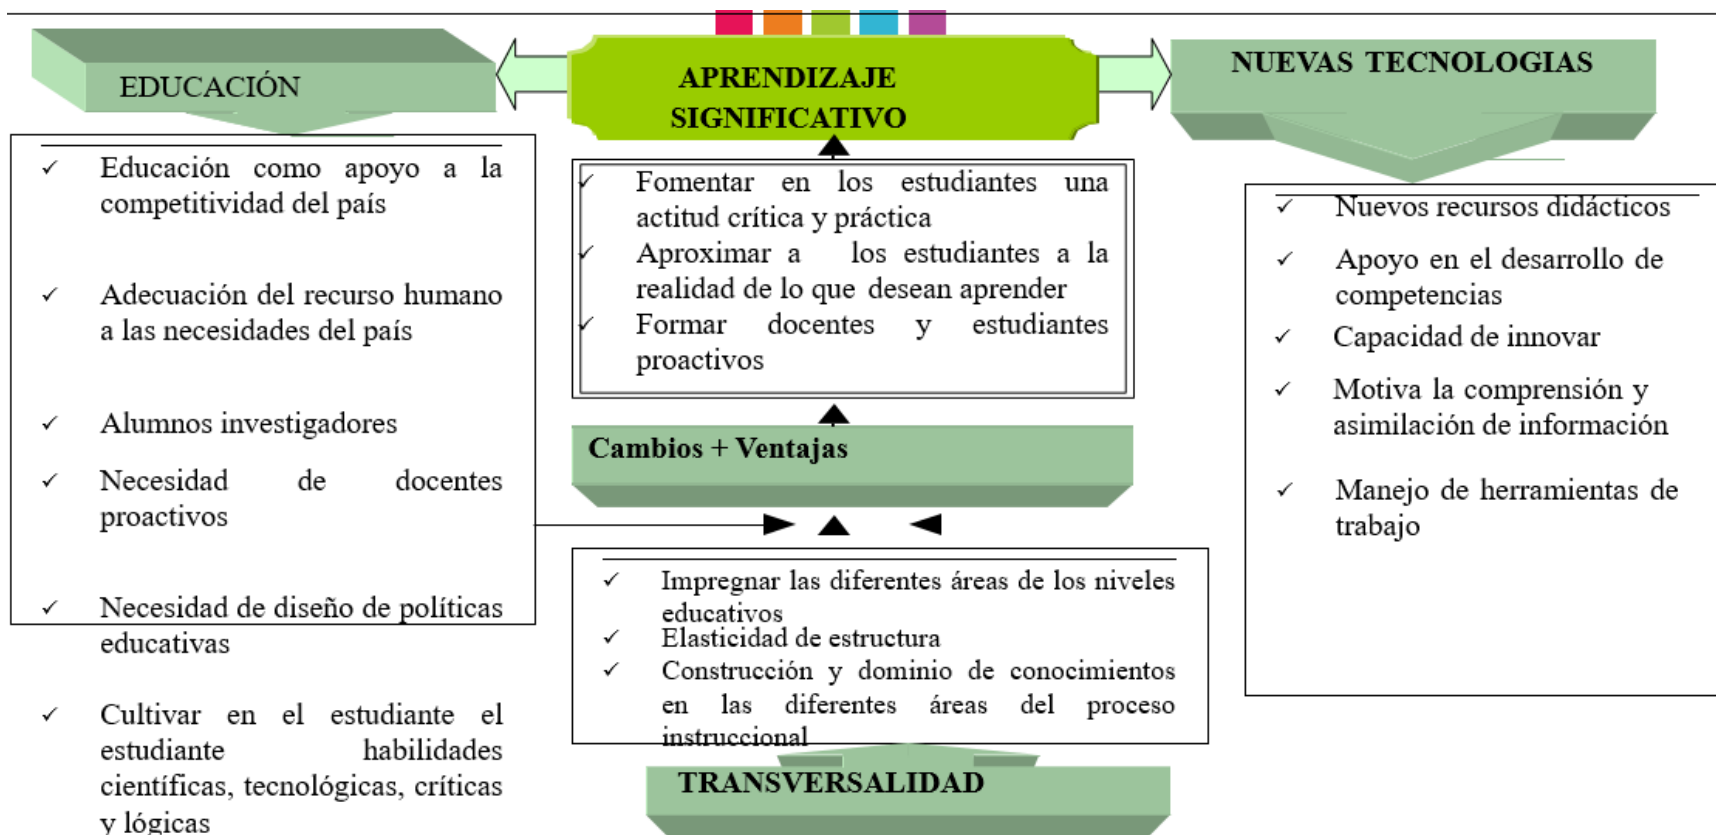 EDUCACIÓN
Educación como apoyo a la
competitividad del país
Adecuación del recurso humano
a las necesidades del país
Alumnos investigadores
Necesidad de docentes
proactivos
Necesidad de diseño de políticas
educativas
Cultivar en el estudiante el
estudiante habilidades
científicas, tecnológicas, críticas
y lógicas
APRENDIZAJE
SIGNIFICATIVO
Fomentar en los estudiantes una
actitud crítica y práctica
Aproximar a los estudiantes a la
realidad de lo que desean aprender
Formar docentes y estudiantes
proactivos
Cambios + Ventajas
Impregnar las diferentes áreas de los niveles
educativos
Elasticidad de estructura
Construcción y dominio de conocimientos
en las diferentes áreas del proceso
instruccional
TRANSVERSALIDAD
NUEVAS TECNOLOGIAS
Nuevos recursos didácticos
Apoyo en el desarrollo de
competencias
Capacidad de innovar
Motiva la comprensión y
asimilación de información
Manejo de herramientas de
trabajo